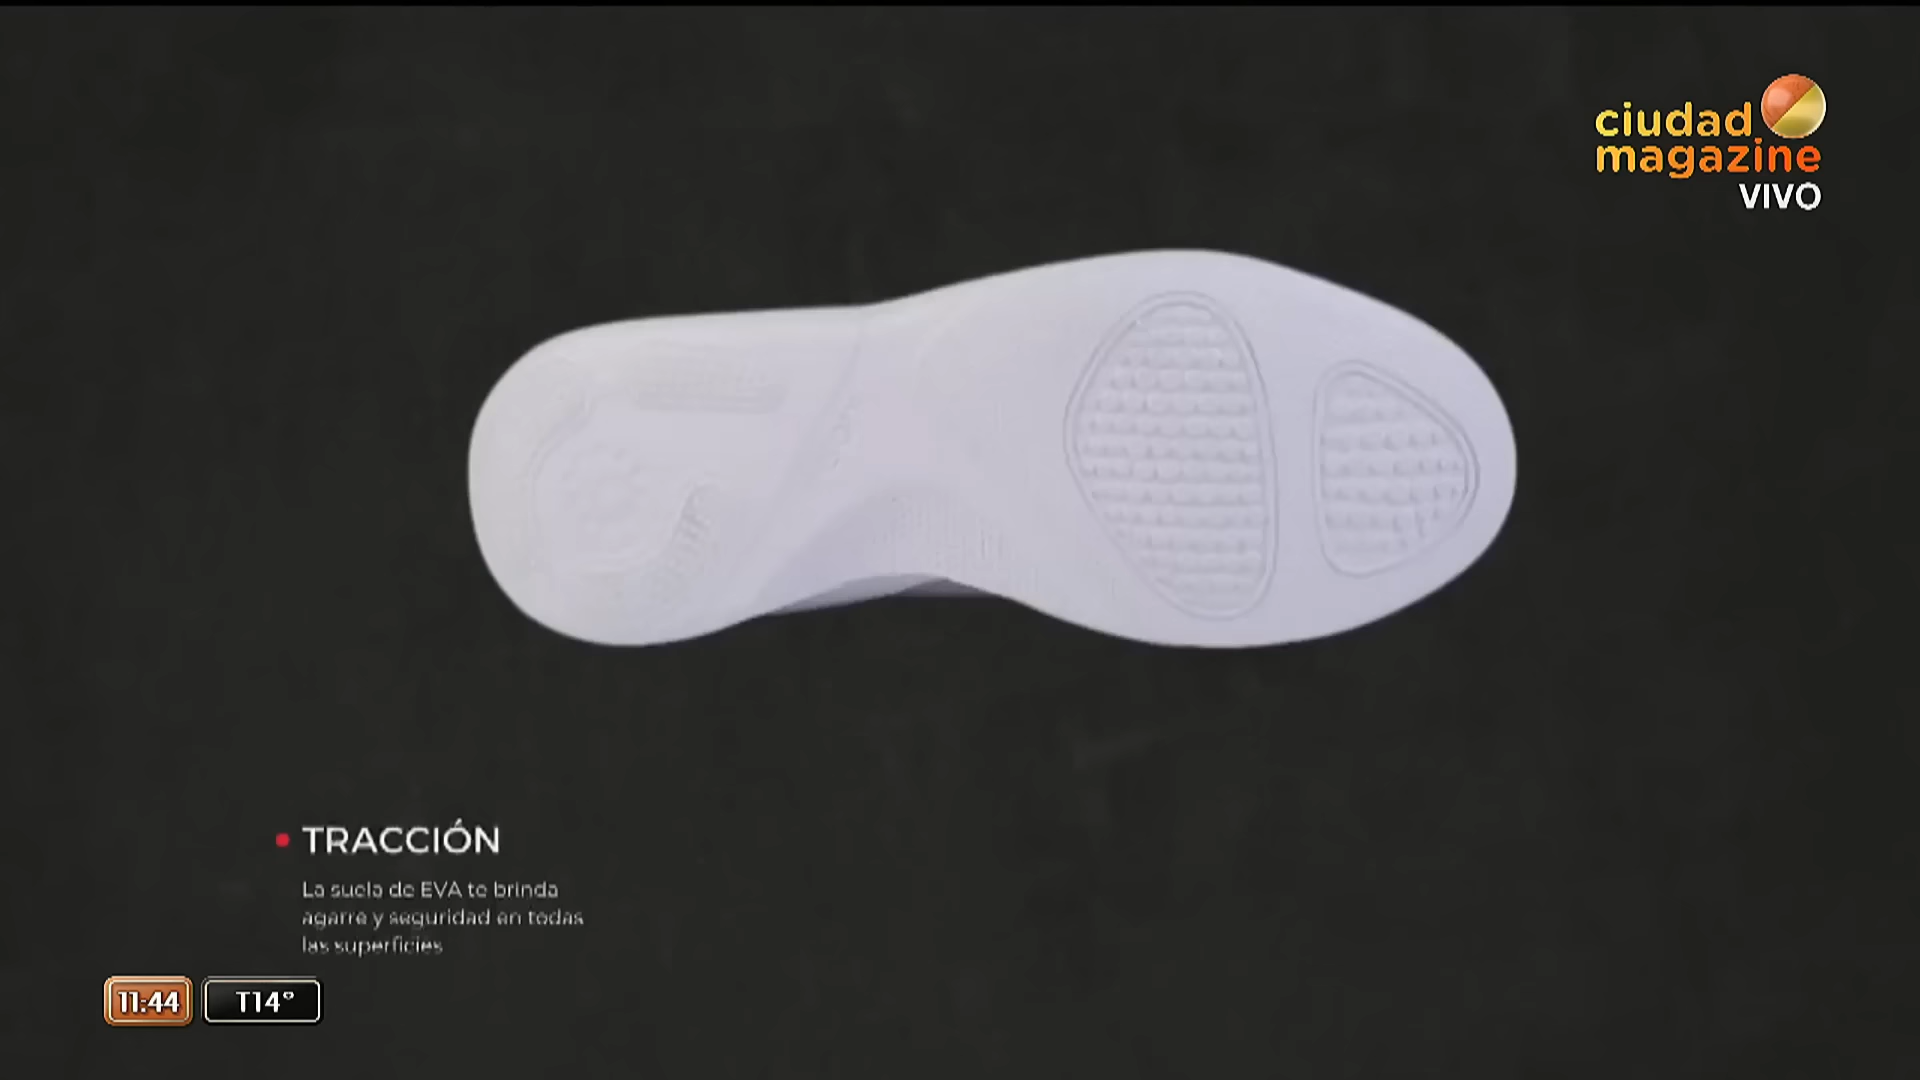 ciudad
magazine
VIVO
TRACCIÓN
La suela de EVA te brinda
agarre y seguridad en todas
las superficies
11:44 T14°